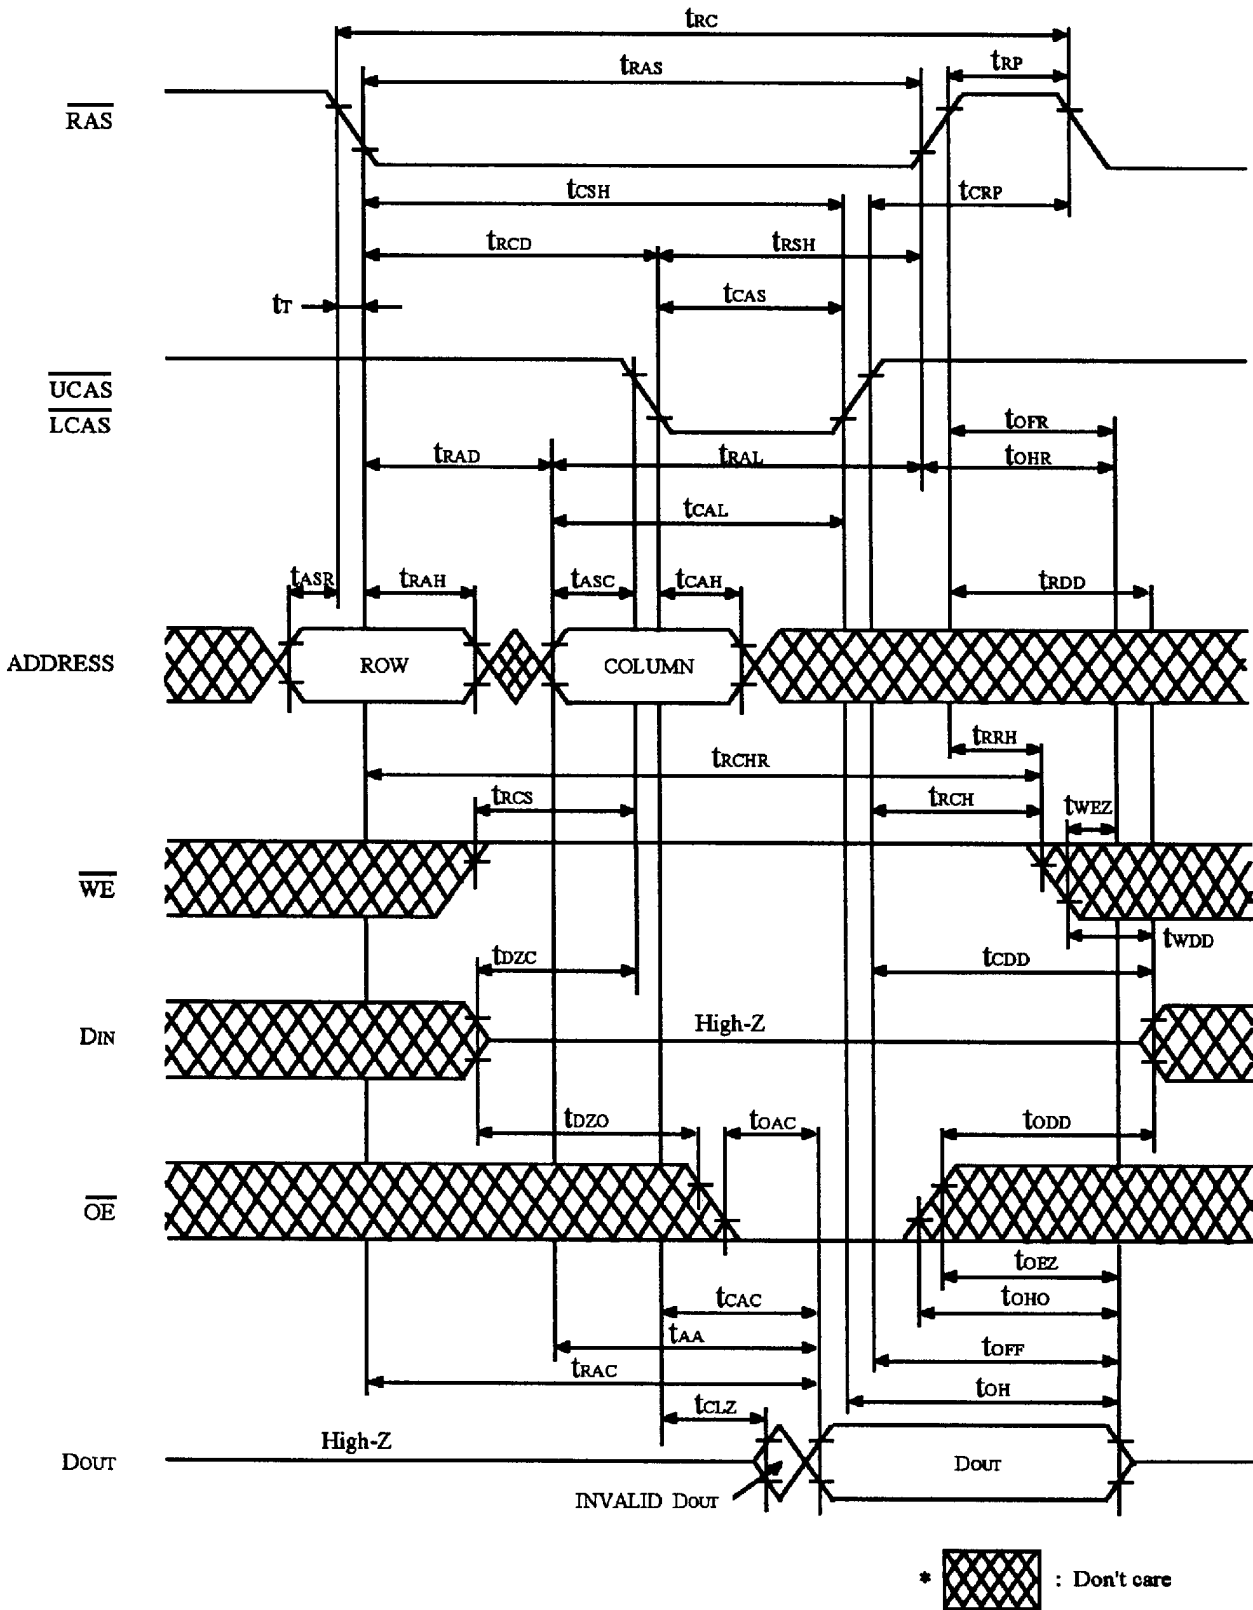 tRC
tRAS
tRP
RAS
tCSH
tCRP
tRCD
tRSH
tT
tCAS
UCAS
LCAS
tOFR
tRAD
tRAL
tOHR
tCAL
tASR
tRAH
tASC
tCAH
tRDD
ADDRESS
ROW
COLUMN
tRRH
tRCHR
tRCS
tRCH
tWEZ
WE
tWDD
tDZC
tCDD
DIN
High-Z
tDZO
tOAC
tODD
OE
tOEZ
tCAC
tOHO
tAA
tOFF
tRAC
tOH
tCLZ
High-Z
DOUT
DOUT
INVALID DOUT
* : Don't care